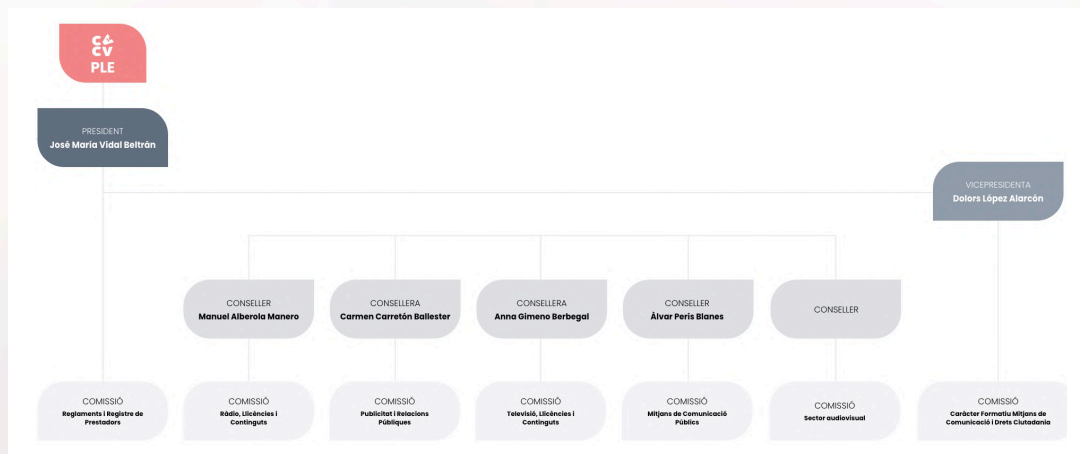 CACV
PLE
PRESIDENT
José María Vidal Beltrán
VICEPRESIDENTA
Dolors López Alarcón
CONSELLER
Manuel Alberola Manero
CONSELLERA
Carmen Carretón Ballester
CONSELLERA
Anna Gimeno Berbegal
CONSELLER
Àlvar Peris Blanes
CONSELLER
COMISSIÓ
Reglaments i Registre de
Prestadors
COMISSIÓ
Ràdio, Llicències i
Continguts
COMISSIÓ
Publicitat i Relacions
Públiques
COMISSIÓ
Televisió, Llicències i
Continguts
COMISSIÓ
Mitjans de Comunicació
Públics
COMISSIÓ
Sector audiovisual
COMISSIÓ
Caràcter Formatiu Mitjans de
Comunicació i Drets Ciutadania